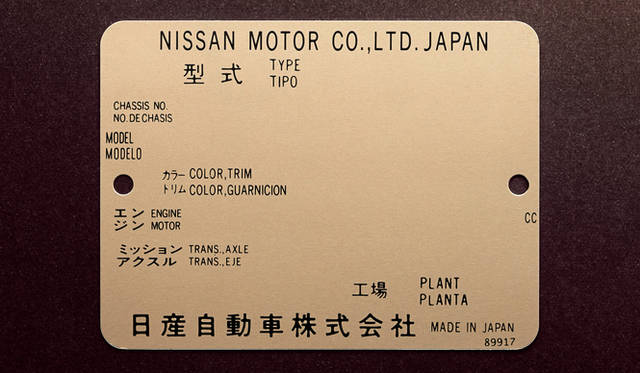 NISSAN MOTOR CO.,LTD. JAPAN
型式 TYPE
TIPO
CHASSIS NO.
NO. DE CHASIS
MODEL
MODELO
カラー COLOR,TRIM
トリム COLOR,GUARNICION
エン ENGINE
ジン MOTOR
CC
ミッション TRANS.,AXLE
アクスル TRANS.,EJE
工場 PLANT
PLANTA
日産自動車株式会社 MADE IN JAPAN
89917